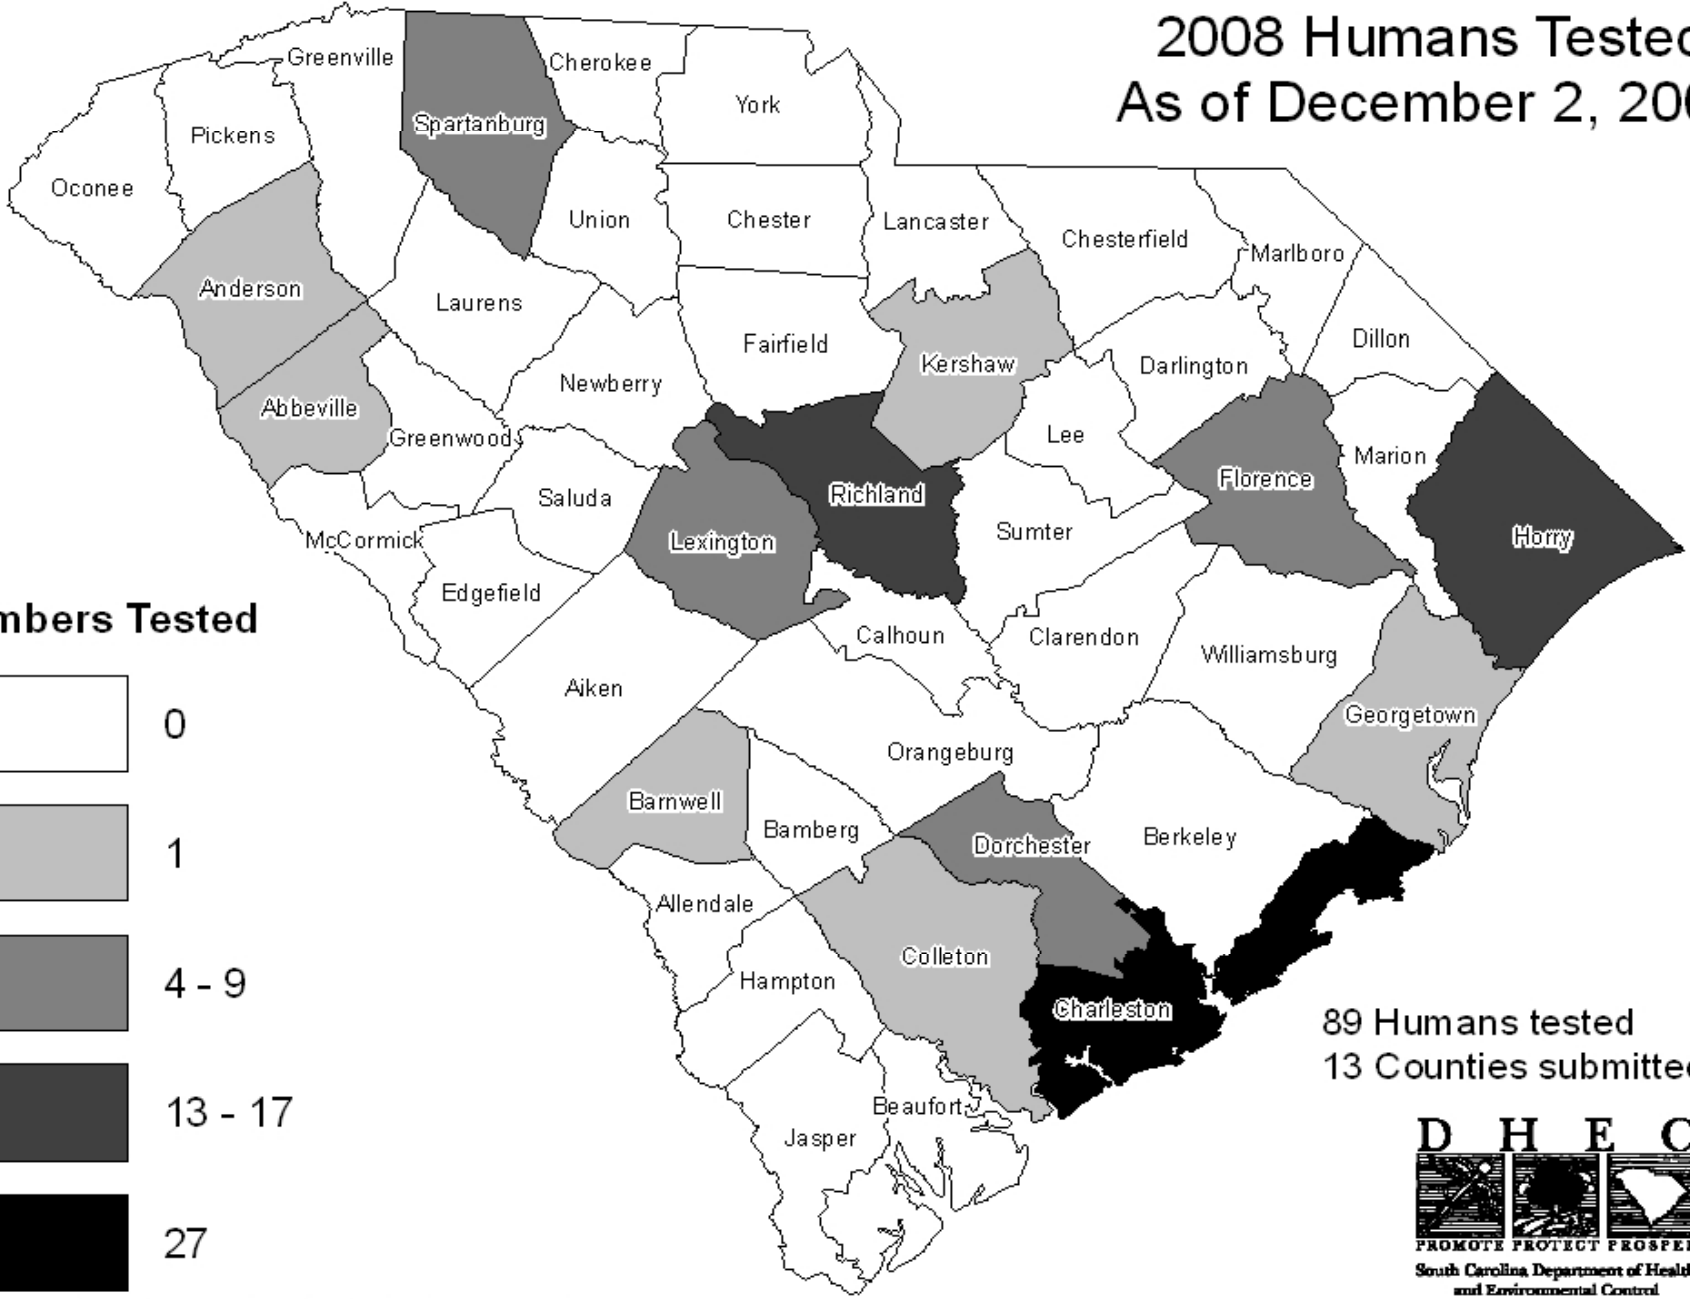 2008 Humans Tested
As of December 2, 200
Greenville
Cherokee
Spartanburg
York
Pickens
Oconee
Union
Chester
Lancaster
Chesterfield
Marlboro
Anderson
Laurens
Fairfield
Kershaw
Darlington
Dillon
Newberry
Abbeville
Greenwood
Lee
Marion
Saluda
Richland
Florence
McCormick
Lexington
Sumter
Horry
Edgefield
Calhoun
Clarendon
Williamsburg
Aiken
Georgetown
Orangeburg
Barnwell
Bamberg
Dorchester
Berkeley
Allendale
Colleton
Hampton
Charleston
Beaufort
Jasper
mbers Tested
0
1
4 - 9
13 - 17
27
89 Humans tested
13 Counties submitted
D H E C
PROMOTE PROTECT PROSPER
South Carolina Department of Health
and Environmental Control